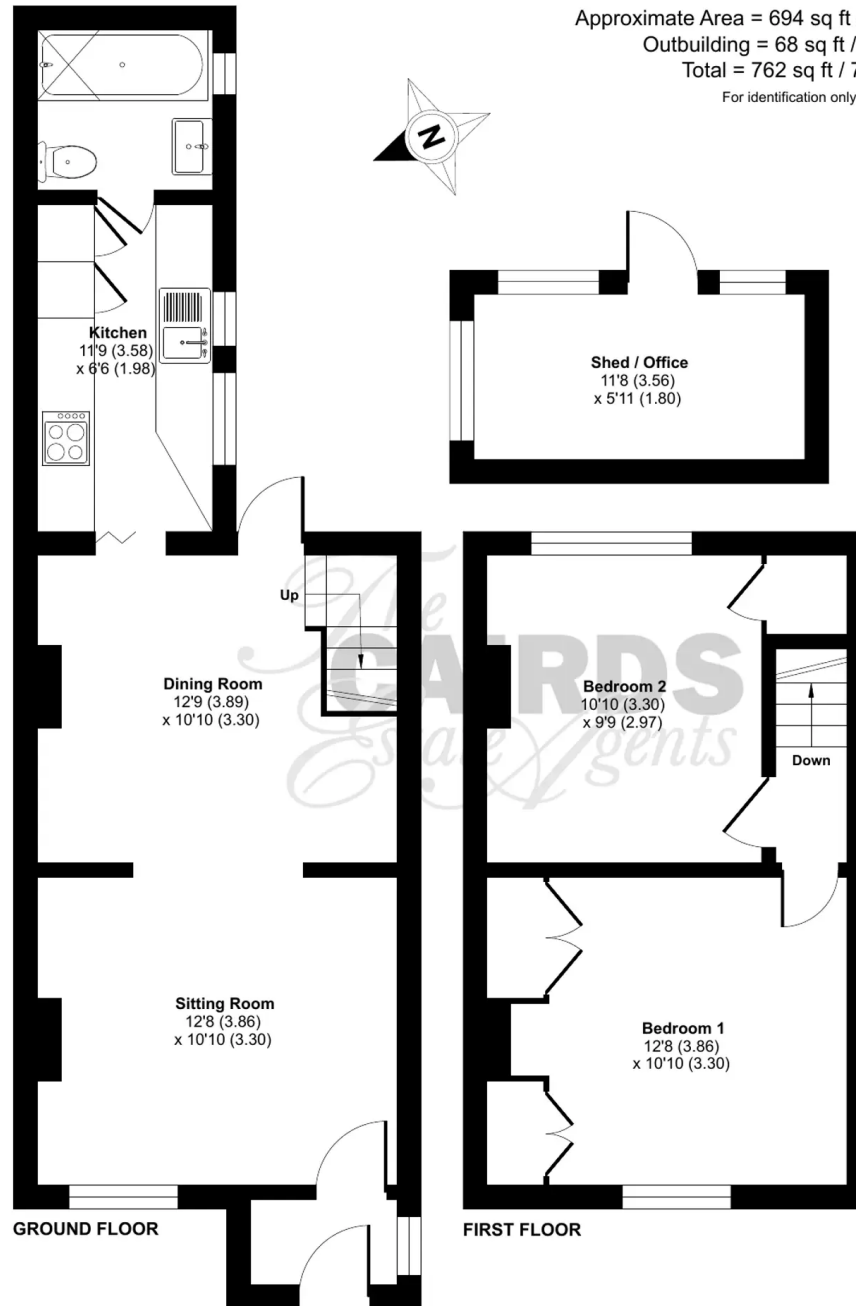 Approximate Area = 694 sq ft /
Outbuilding = 68 sq ft /
Total = 762 sq ft / 7
For identification only
N
Kitchen
11'9 (3.58)
x 6'6 (1.98)
Shed / Office
11'8 (3.56)
x 5'11 (1.80)
Up
Dining Room
12'9 (3.89)
x 10'10 (3.30)
Bedroom 2
10'10 (3.30)
x 9'9 (2.97)
Down
The
CAIRDS
Estate Agents
Sitting Room
12'8 (3.86)
x 10'10 (3.30)
Bedroom 1
12'8 (3.86)
x 10'10 (3.30)
GROUND FLOOR
FIRST FLOOR